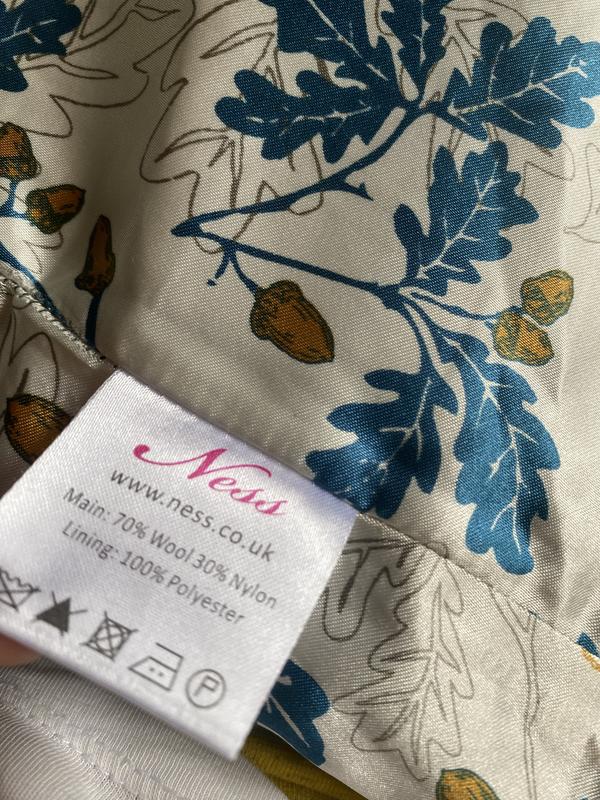 Ness
www.ness.co.uk
Main: 70% Wool 30% Nylon
Lining: 100% Polyester
P